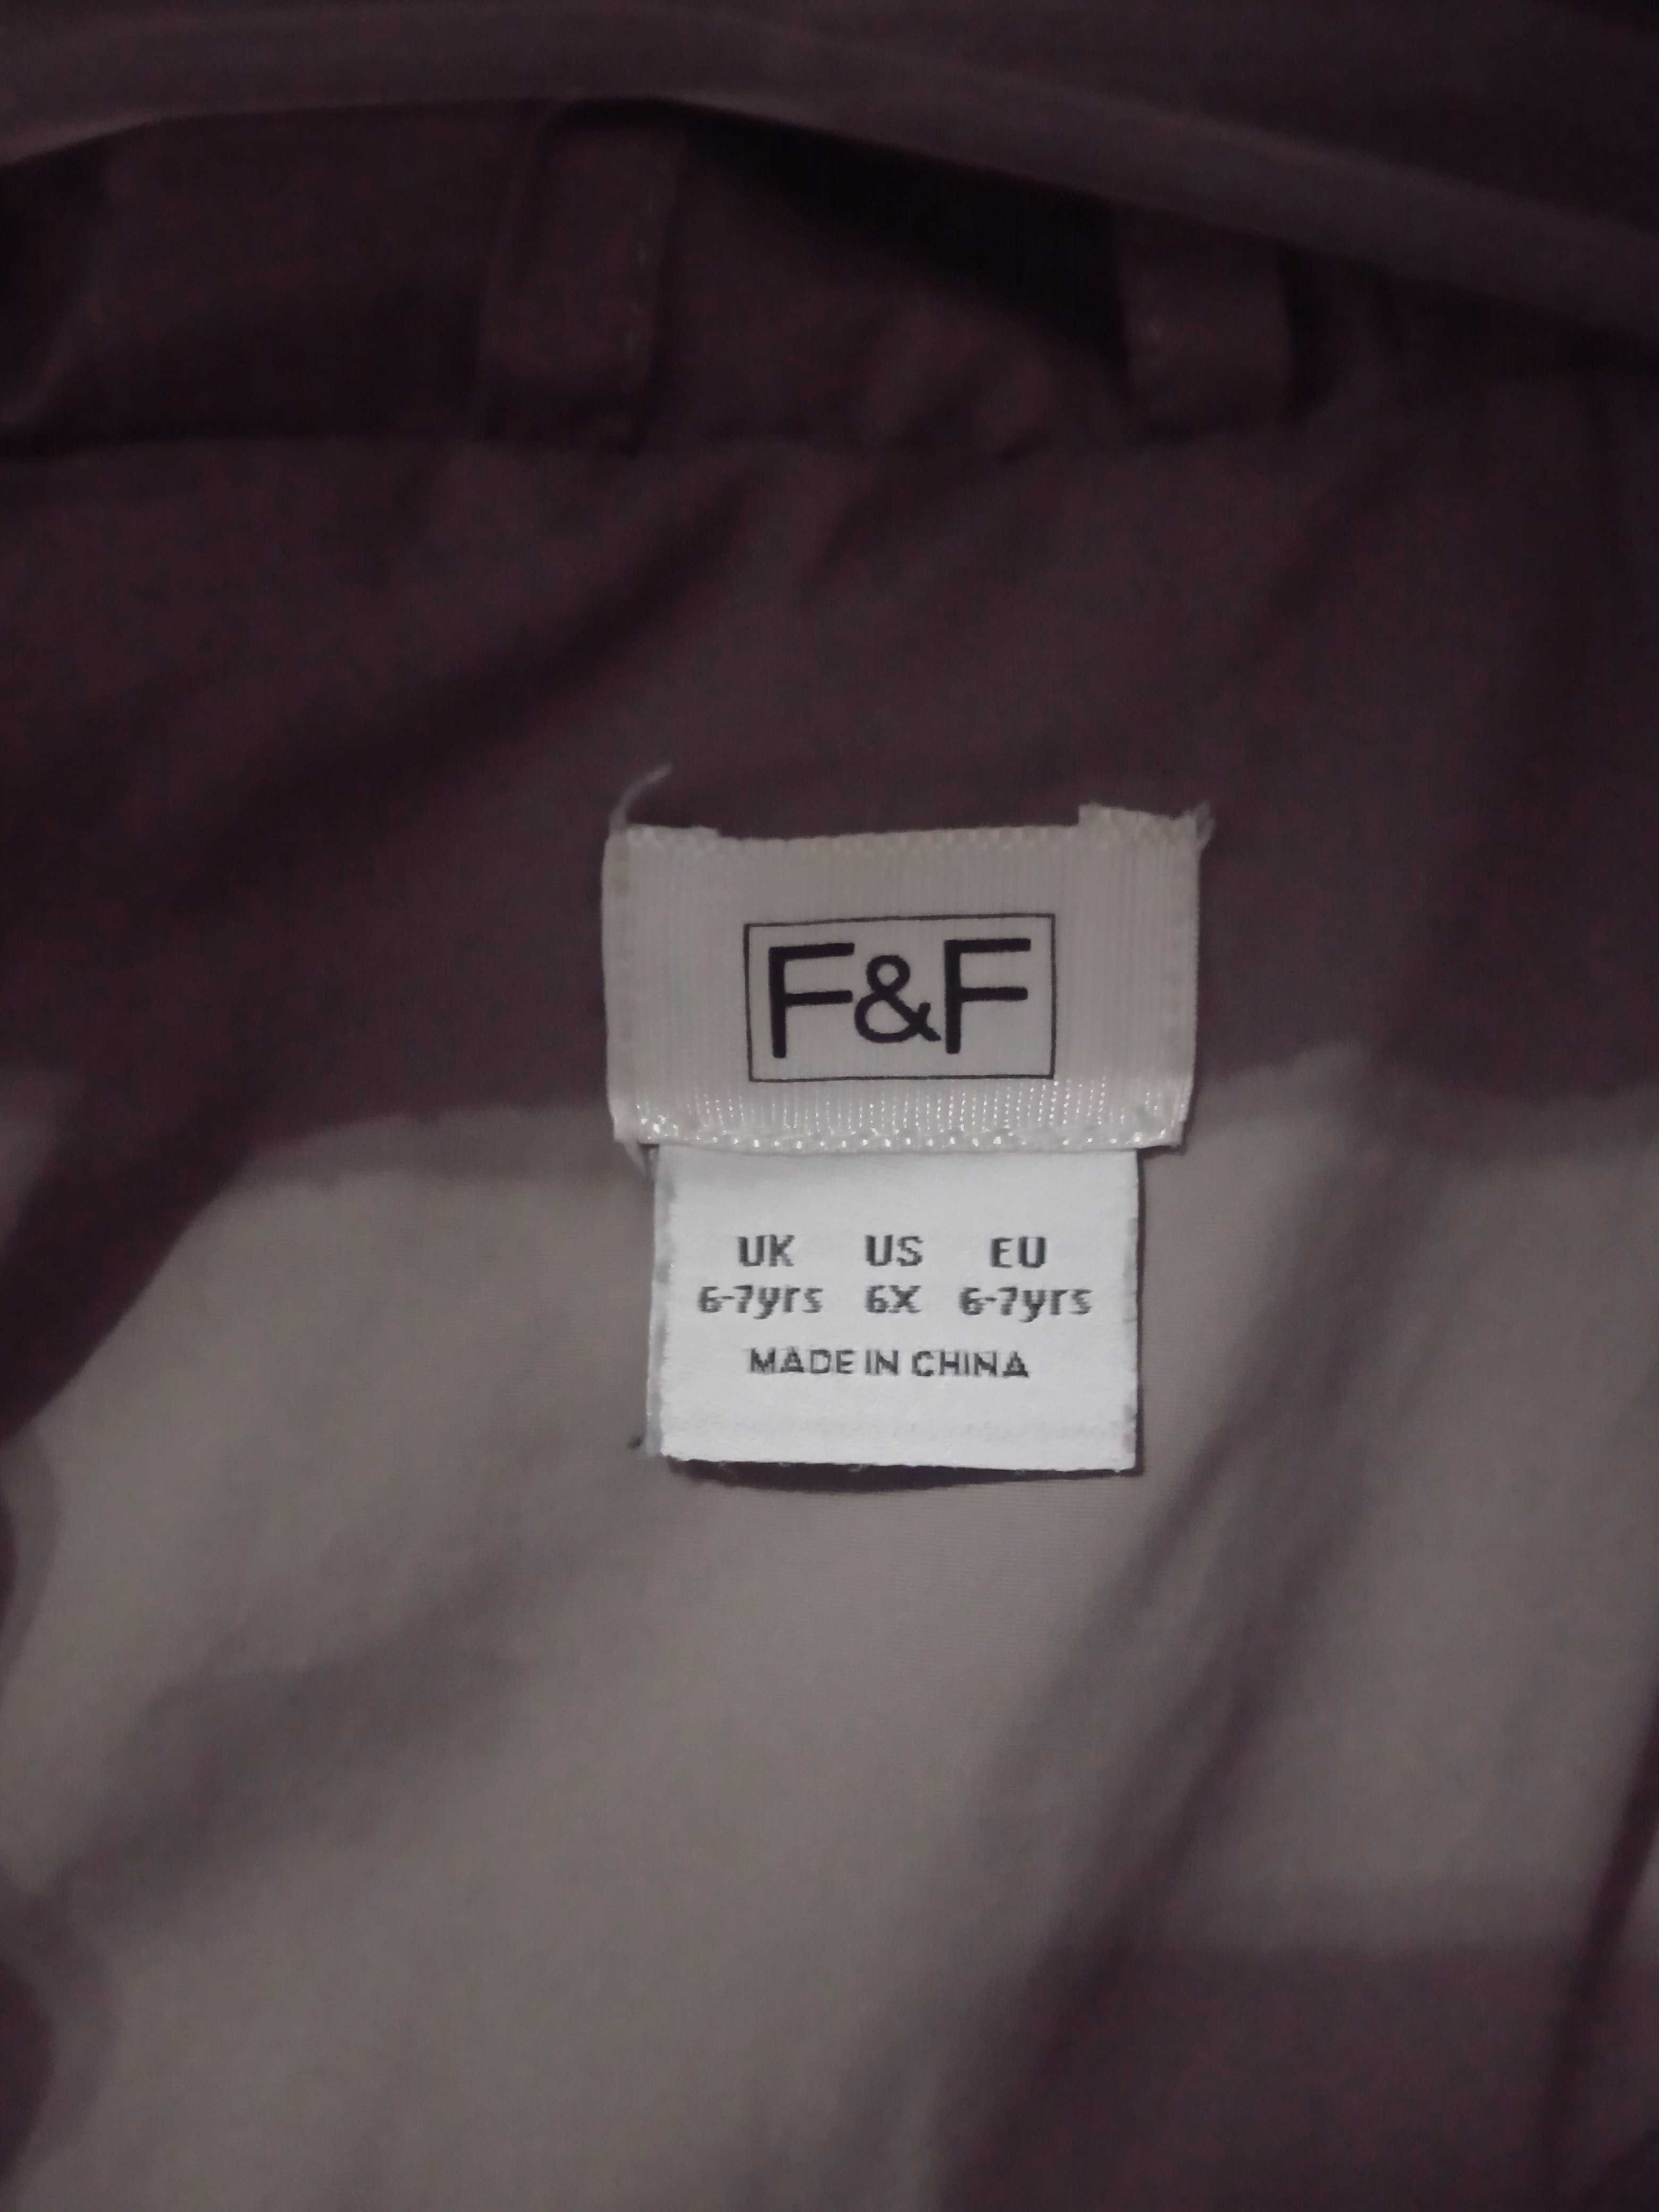 F&F
UK US EU
6-7yrs 6X 6-7yrs
MADE IN CHINA